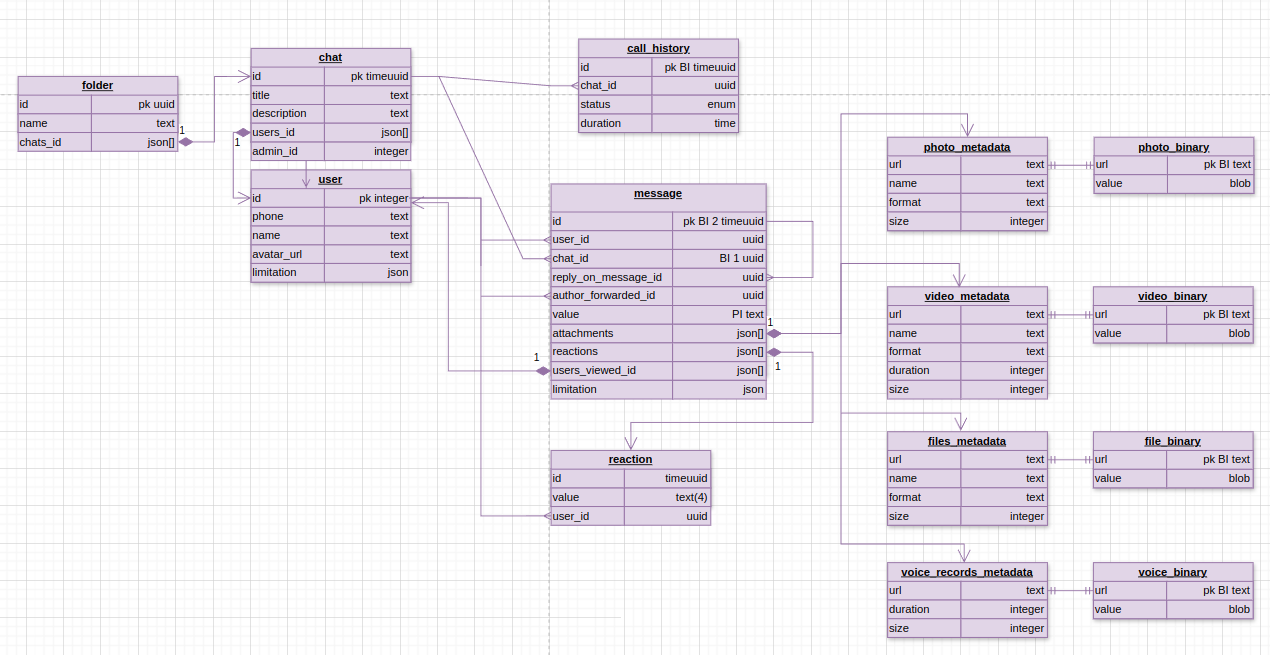 folder
id pk uuid
name text
chats_id json[]
1
chat
id pk timeuuid
title text
description text
users_id json[]
admin_id integer
1
user
id pk integer
phone text
name text
avatar_url text
limitation json
call_history
id pk BI timeuuid
chat_id uuid
status enum
duration time
message
id pk BI 2 timeuuid
user_id uuid
chat_id BI 1 uuid
reply_on_message_id uuid
author_forwarded_id uuid
value PI text
attachments json[]
reactions json[]
users_viewed_id json[]
limitation json
1
1
1
reaction
id timeuuid
value text(4)
user_id uuid
photo_metadata
url text
name text
format text
size integer
photo_binary
url pk BI text
value blob
video_metadata
url text
name text
format text
duration integer
size integer
video_binary
url pk BI text
value blob
files_metadata
url text
name text
format text
size integer
file_binary
url pk BI text
value blob
voice_records_metadata
url text
duration integer
size integer
voice_binary
url pk BI text
value blob